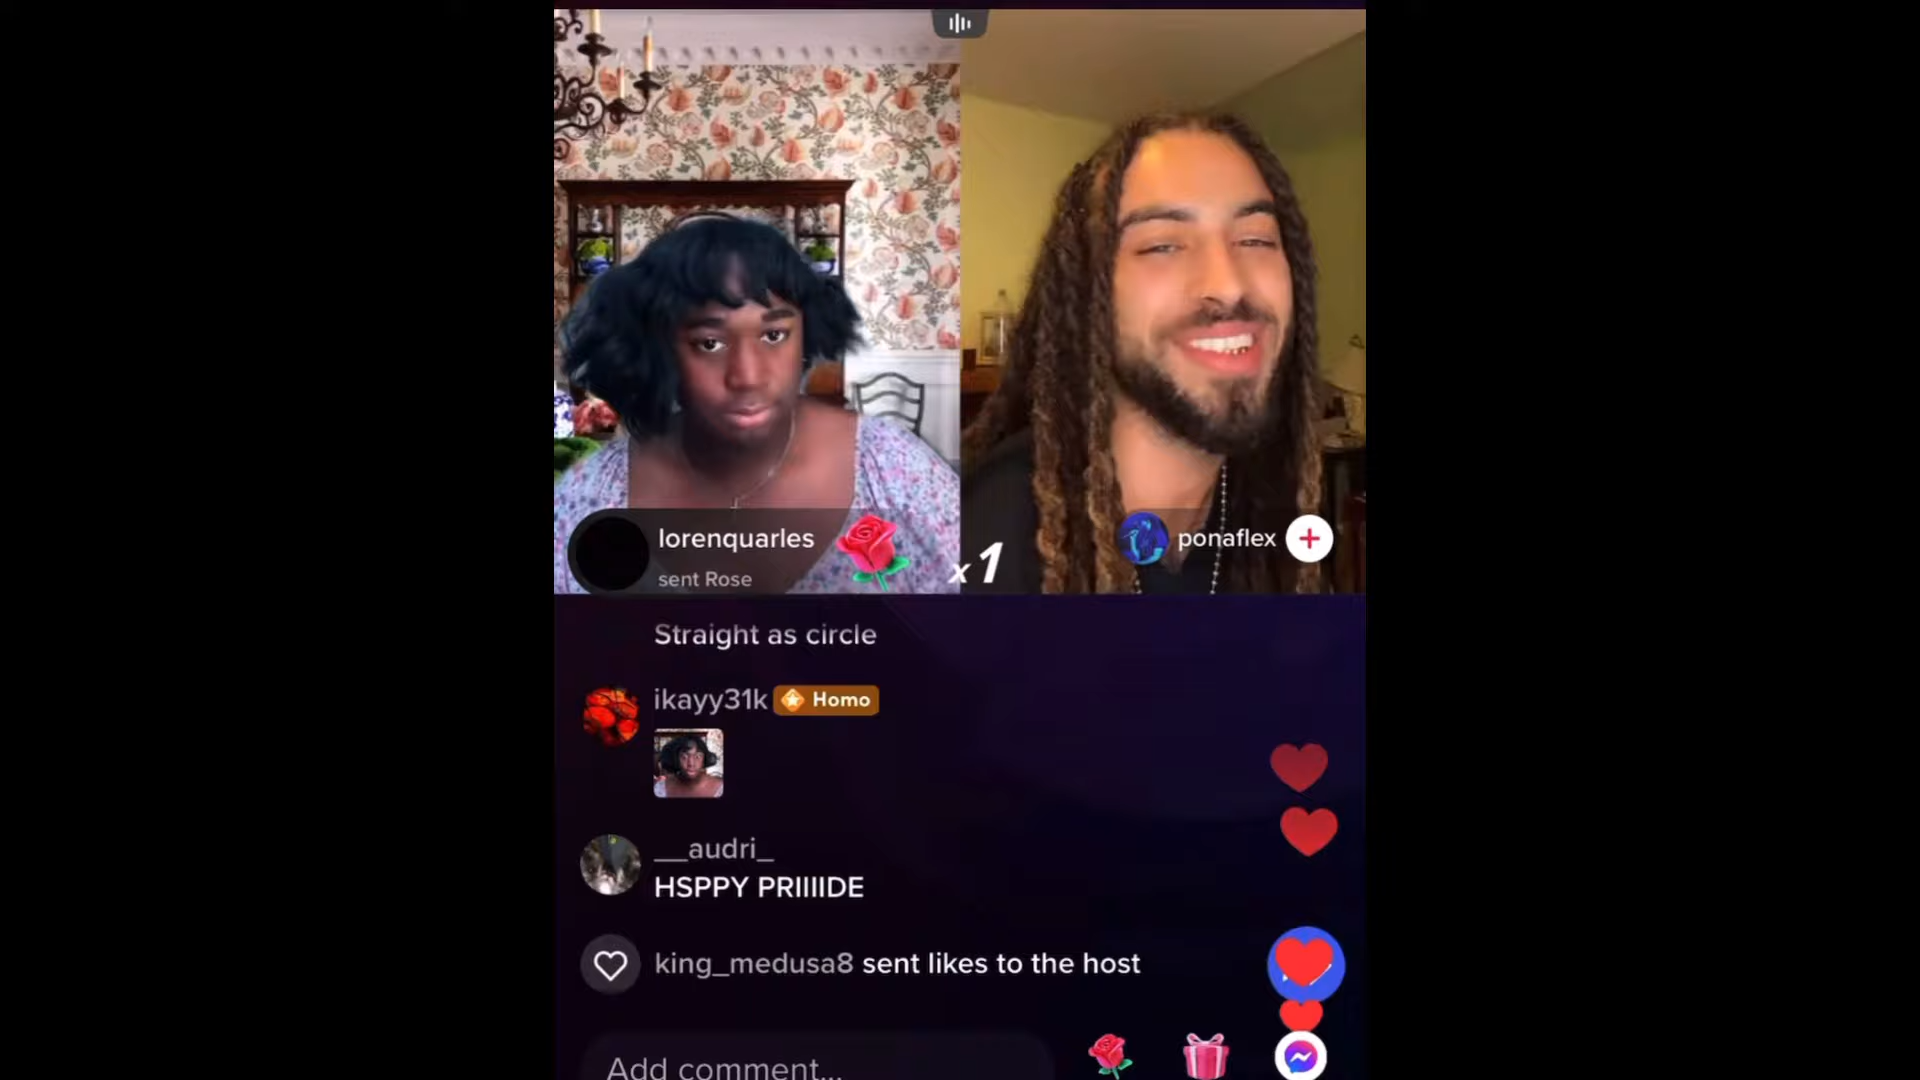 lorenquarles
sent Rose
x1
ponaflex
Straight as circle
ikayy31k Homo
__audri_
HSPPY PRIIIIDE
king_medusa8 sent likes to the host
Add comment...